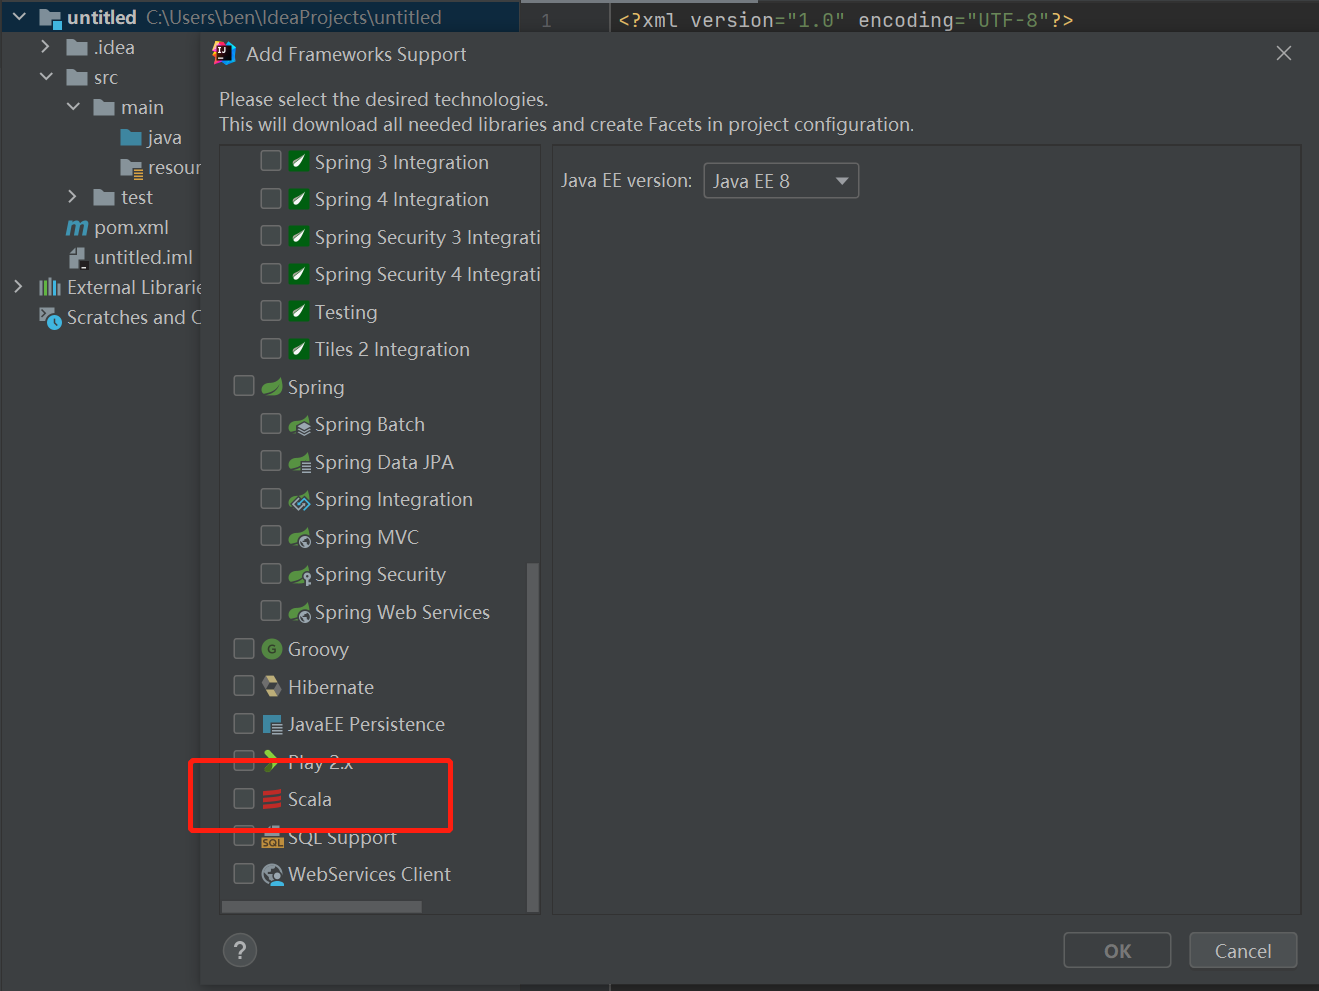 untitled C:\Users\ben\IdeaProjects\untitled
.idea
src
main
java
resour
test
pom.xml
untitled.iml
External Librarie
Scratches and C
1
<?xml version="1.0" encoding="UTF-8"?>
Add Frameworks Support
Please select the desired technologies.
This will download all needed libraries and create Facets in project configuration.
Spring 3 Integration
Spring 4 Integration
Spring Security 3 Integrati
Spring Security 4 Integrati
Testing
Tiles 2 Integration
Spring
Spring Batch
Spring Data JPA
Spring Integration
Spring MVC
Spring Security
Spring Web Services
Groovy
Hibernate
JavaEE Persistence
Play 2.x
Scala
SQL Support
WebServices Client
Java EE version: Java EE 8
?
OK
Cancel